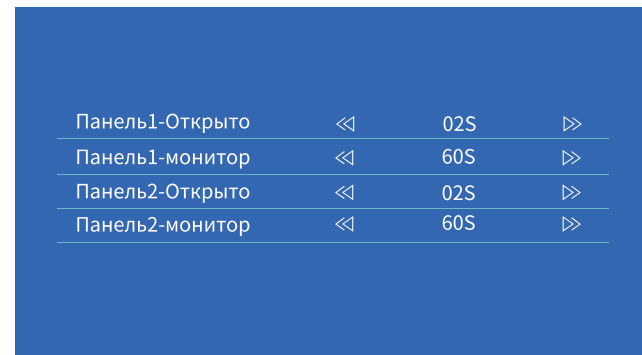 Панель1-Открыто 02S
Панель1-монитор 60S
Панель2-Открыто 02S
Панель2-монитор 60S